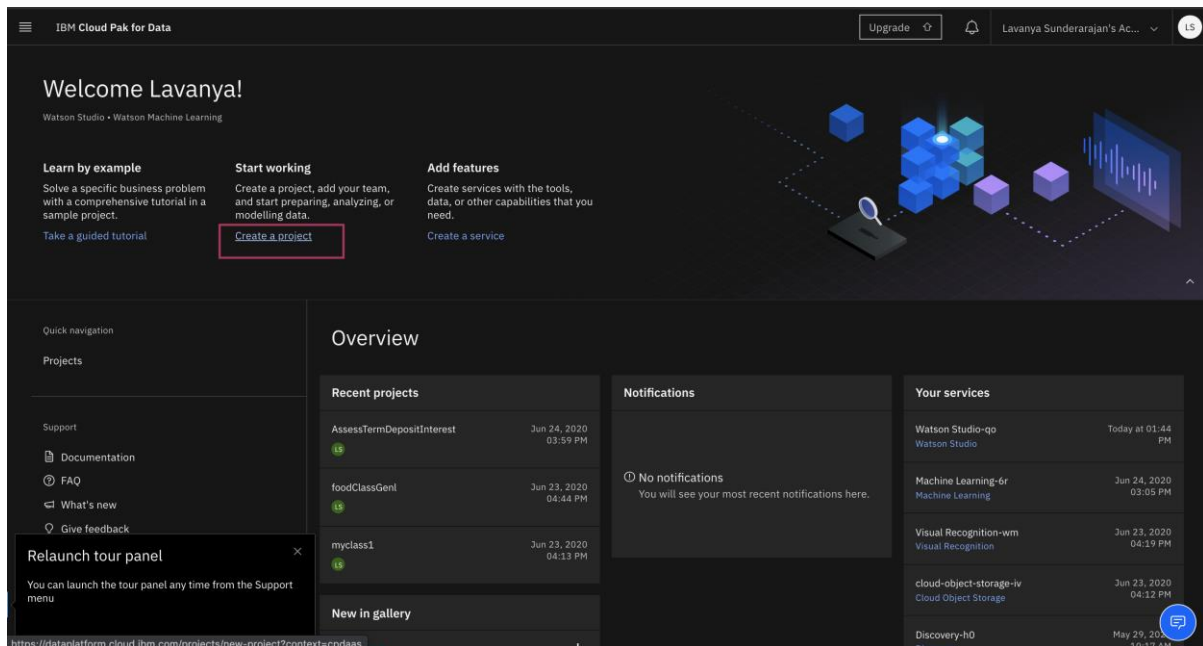 IBM Cloud Pak for Data
Upgrade
Lavanya Sunderarajan's Ac...
LS
Welcome Lavanya!
Watson Studio • Watson Machine Learning
Learn by example
Solve a specific business problem
with a comprehensive tutorial in a
sample project.
Take a guided tutorial
Start working
Create a project, add your team,
and start preparing, analyzing, or
modelling data.
Create a project
Add features
Create services with the tools,
data, or other capabilities that you
need.
Create a service
Quick navigation
Projects
Support
Documentation
FAQ
What's new
Give feedback
Relaunch tour panel
You can launch the tour panel any time from the Support
menu
https://dataplatform.cloud.ibm.com/projects/new-project?context=cpdaas
Overview
Recent projects
AssessTermDepositInterest
Jun 24, 2020
03:59 PM
LS
foodClassGenl
Jun 23, 2020
04:44 PM
LS
myclass1
Jun 23, 2020
04:13 PM
LS
New in gallery
Notifications
No notifications
You will see your most recent notifications here.
Your services
Watson Studio-qo
Today at 01:44
PM
Watson Studio
Machine Learning-6r
Jun 24, 2020
03:05 PM
Machine Learning
Visual Recognition-wm
Jun 23, 2020
04:19 PM
Visual Recognition
cloud-object-storage-iv
Jun 23, 2020
04:12 PM
Cloud Object Storage
Discovery-h0
May 29, 202
10:17 AM